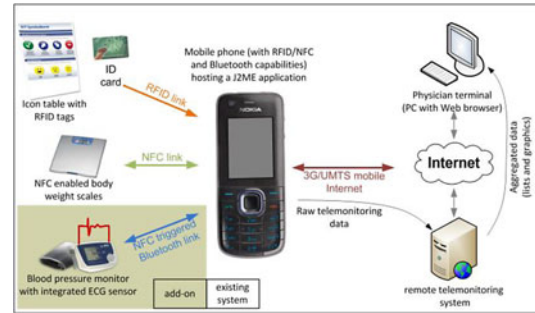 Icon table with
RFID tags
ID
card
RFID link
Mobile phone (with RFID/NFC
and Bluetooth capabilities)
hosting a J2ME application
NOKIA
NFC link
NFC enabled body
weight scales
NFC triggered
Bluetooth link
Blood pressure monitor
with integrated ECG sensor
add-on
existing
system
3G/UMTS mobile
Internet
Raw telemonitoring
data
Physician terminal
(PC with Web browser)
Internet
Aggregated data
(lists and graphics)
remote telemonitoring
system